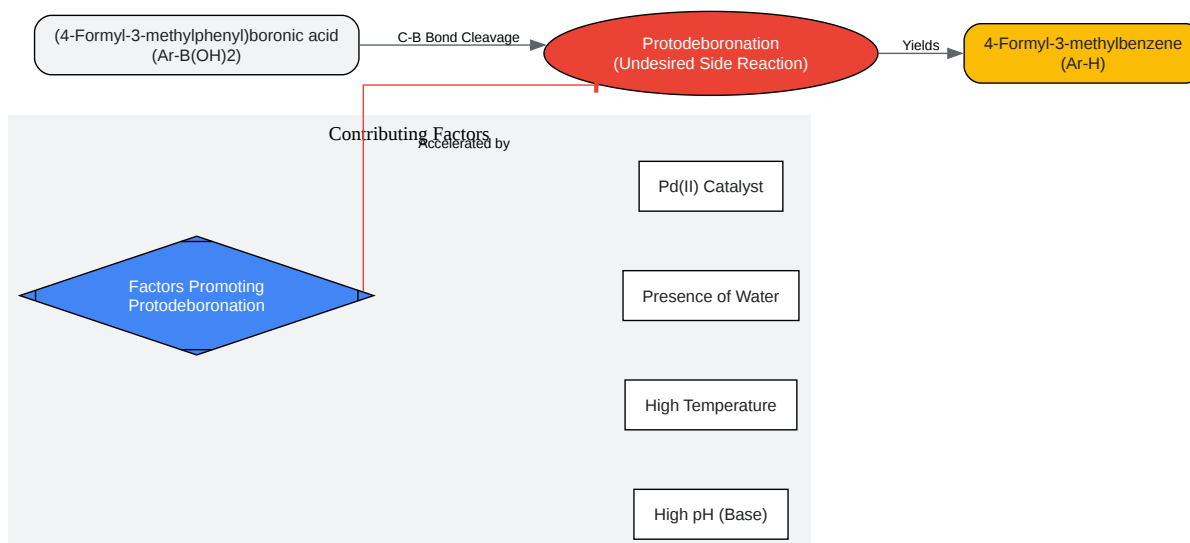 (4-Formyl-3-methylphenyl)boronic acid
(Ar-B(OH)2)
C-B Bond Cleavage
Protodeboronation
(Undesired Side Reaction)
Yields
4-Formyl-3-methylbenzene
(Ar-H)
Contributing Factors
Accelerated by
Pd(II) Catalyst
Factors Promoting
Protodeboronation
Presence of Water
High Temperature
High pH (Base)